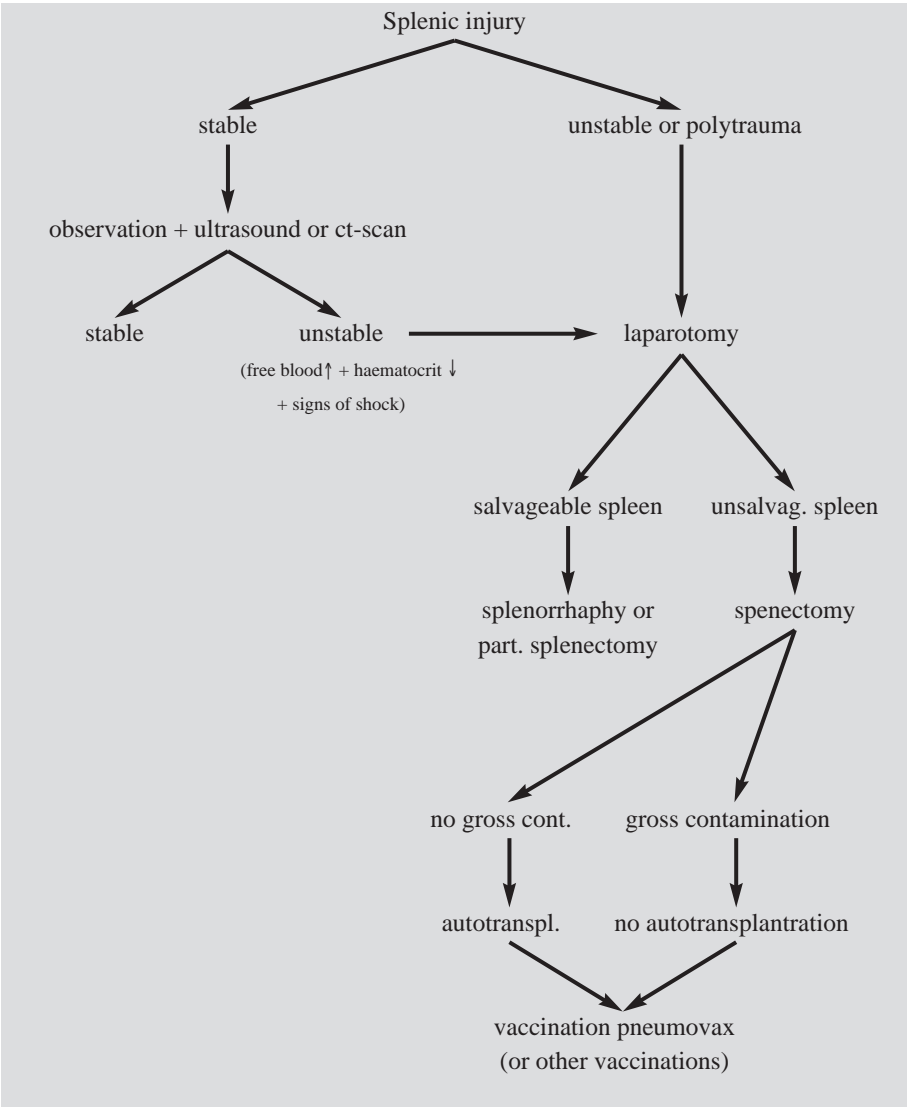 Splenic injury
stable
unstable or polytrauma
observation + ultrasound or ct-scan
stable
unstable
laparotomy
(free blood↑ + haematocrit ↓
+ signs of shock)
salvageable spleen
unsalvag. spleen
splenorrhaphy or
part. splenectomy
spenectomy
no gross cont.
gross contamination
autotranspl.
no autotransplantration
vaccination pneumovax
(or other vaccinations)